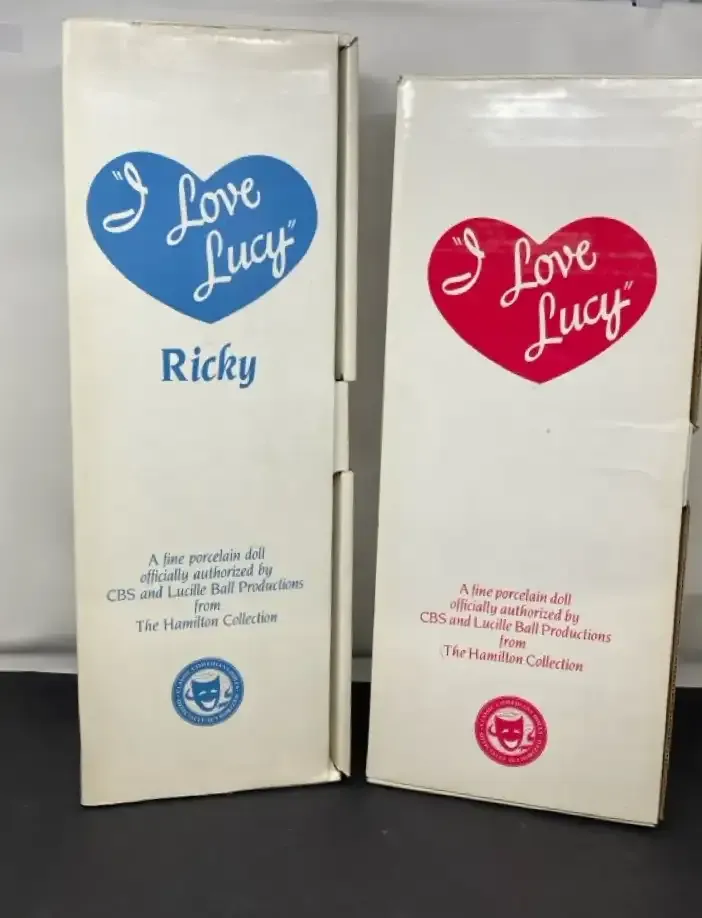 "I Love
Lucy"
Ricky
A fine porcelain doll
officially authorized by
CBS and Lucille Ball Productions
from
The Hamilton Collection
"I Love
Lucy"
A fine porcelain doll
officially authorized by
CBS and Lucille Ball Productions
from
The Hamilton Collection